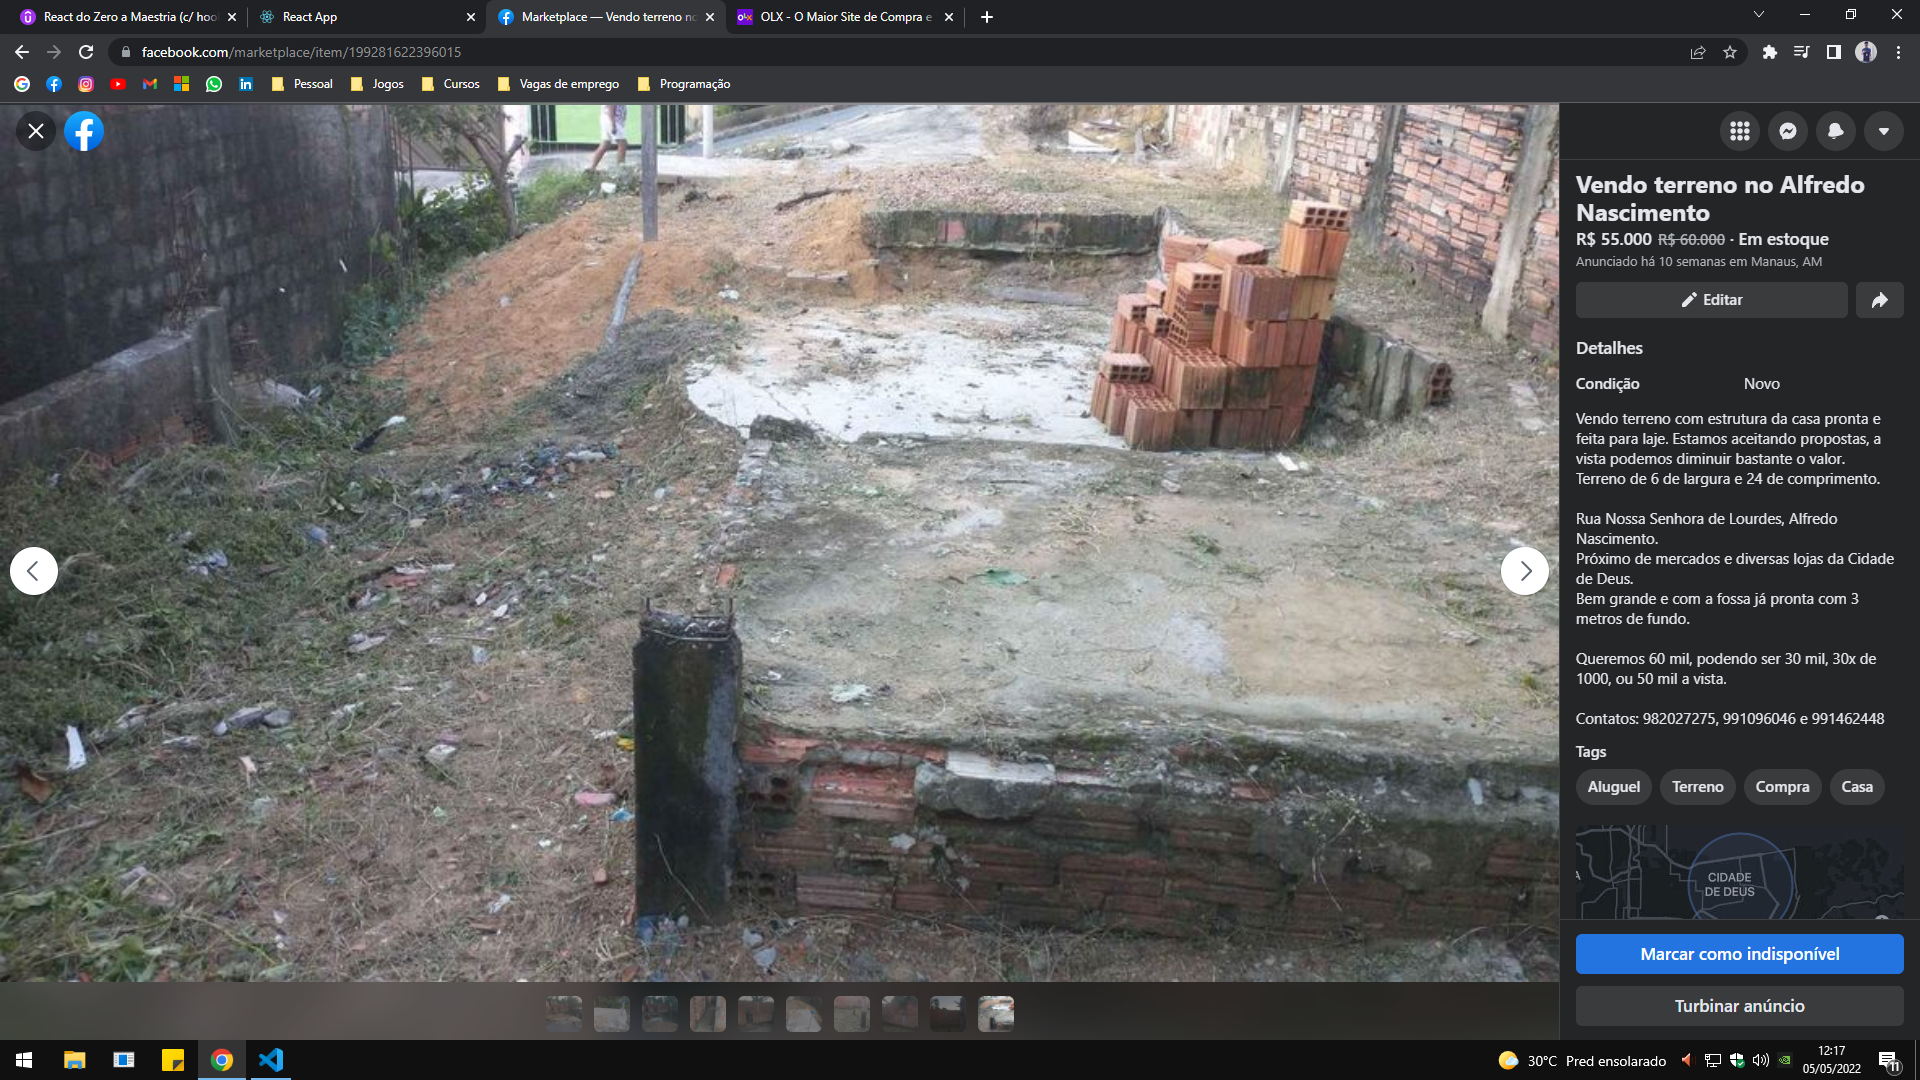 React do Zero a Maestria (c/ hoo
React App
Marketplace — Vendo terreno no
OLX - O Maior Site de Compra e
facebook.com/marketplace/item/199281622396015
Pessoal
Jogos
Cursos
Vagas de emprego
Programação
Vendo terreno no Alfredo
Nascimento
R$ 55.000 R$ 60.000 · Em estoque
Anunciado há 10 semanas em Manaus, AM
Editar
Detalhes
Condição Novo
Vendo terreno com estrutura da casa pronta e
feita para laje. Estamos aceitando propostas, a
vista podemos diminuir bastante o valor.
Terreno de 6 de largura e 24 de comprimento.
Rua Nossa Senhora de Lourdes, Alfredo
Nascimento.
Próximo de mercados e diversas lojas da Cidade
de Deus.
Bem grande e com a fossa já pronta com 3
metros de fundo.
Queremos 60 mil, podendo ser 30 mil, 30x de
1000, ou 50 mil a vista.
Contatos: 982027275, 991096046 e 991462448
Tags
Aluguel
Terreno
Compra
Casa
CIDADE
DE DEUS
Marcar como indisponível
Turbinar anúncio
30°C Pred ensolarado
12:17
05/05/2022
11